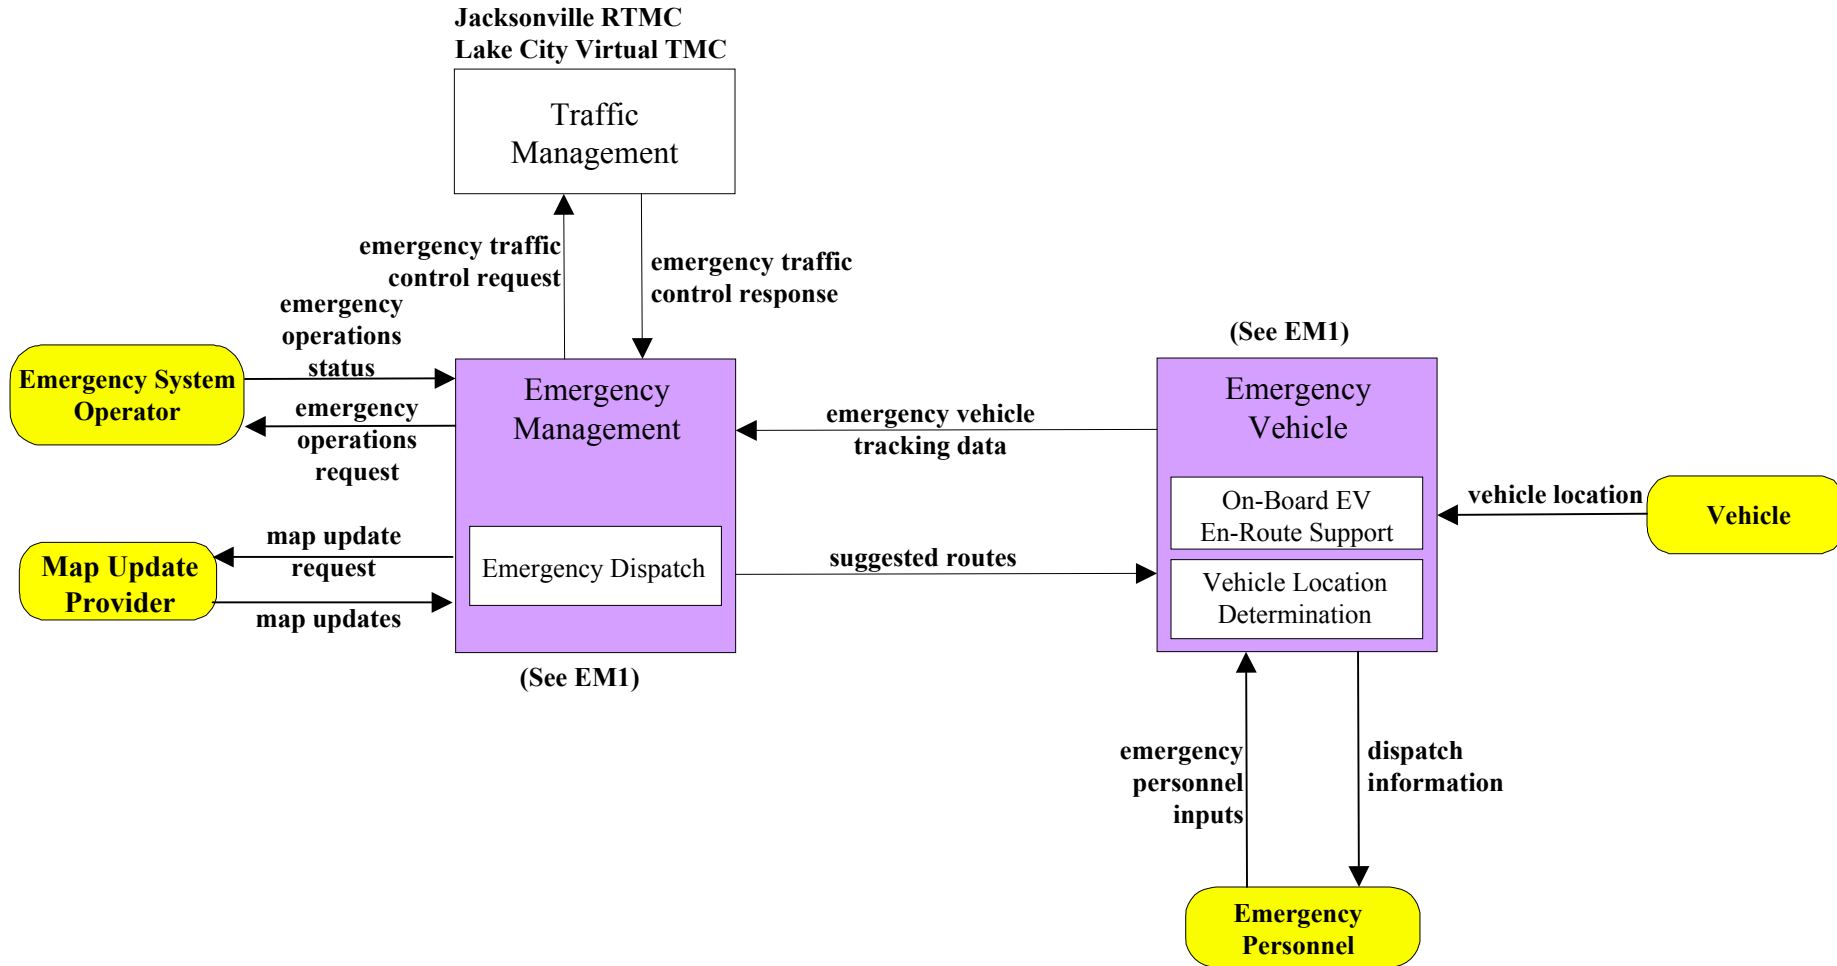 Jacksonville RTMC
Lake City Virtual TMC
Traffic
Management
emergency traffic
control request
emergency traffic
control response
emergency
operations
status
Emergency System
Operator
emergency
operations
request
Emergency
Management
emergency vehicle
tracking data
(See EM1)
Emergency
Vehicle
On-Board EV
En-Route Support
Vehicle Location
Determination
vehicle location
Vehicle
Map Update
Provider
map update
request
map updates
Emergency Dispatch
suggested routes
(See EM1)
emergency
personnel
inputs
dispatch
information
Emergency
Personnel